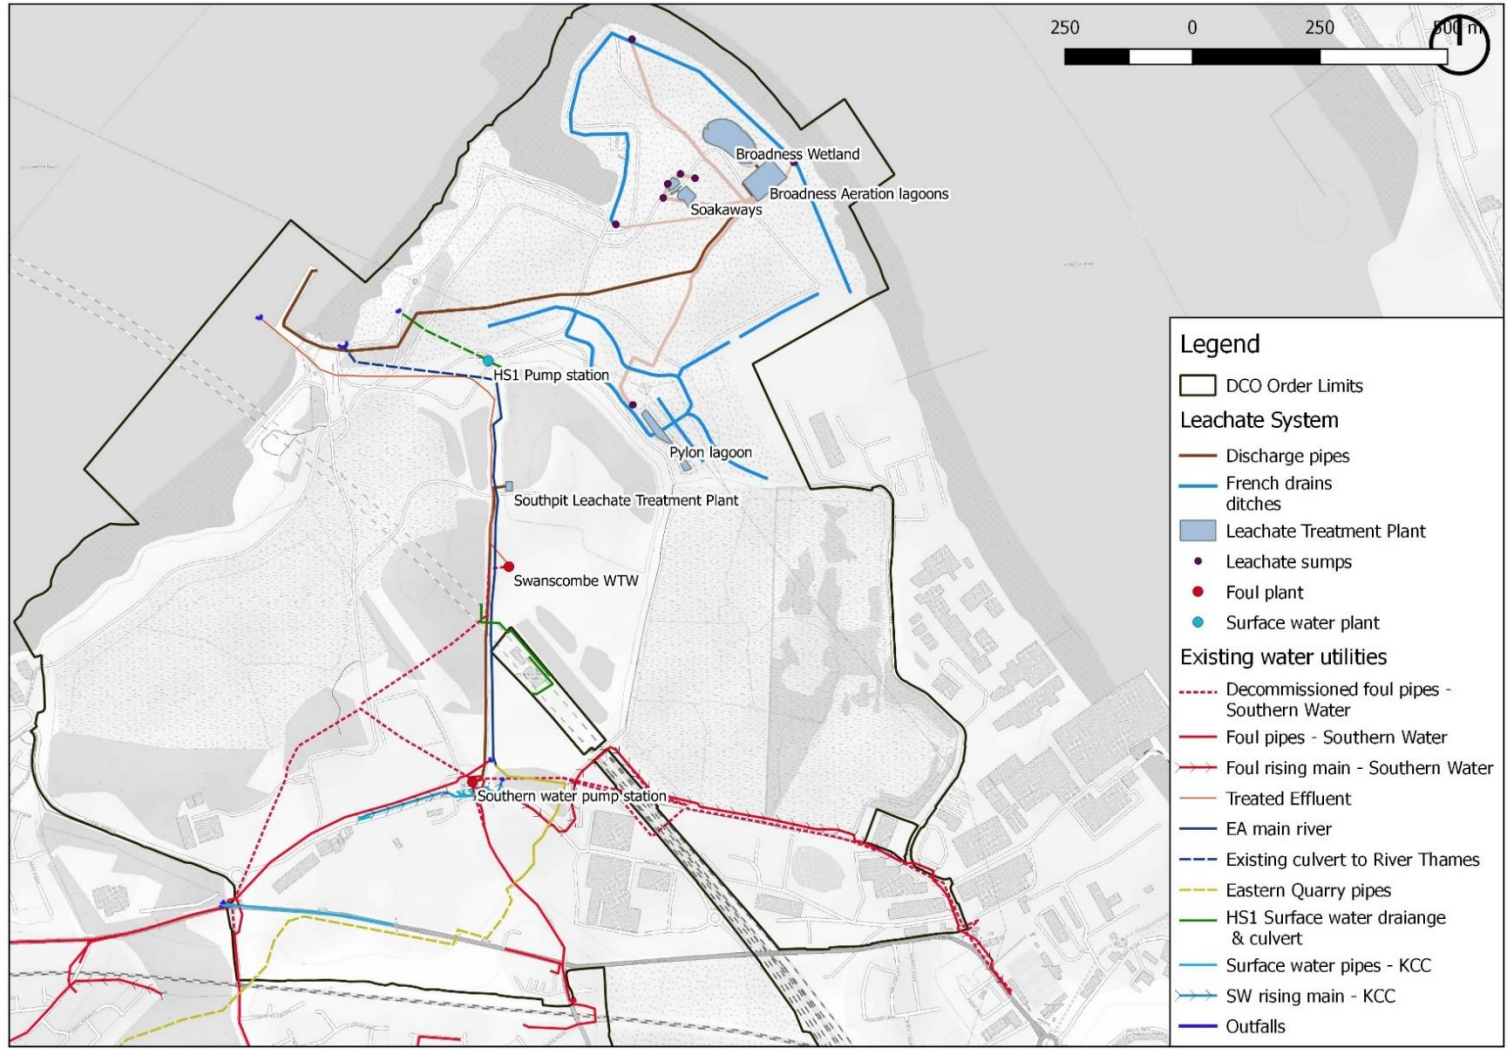 250 0 250 500 m
Broadness Wetland
Broadness Aeration lagoons
Soakaways
HS1 Pump station
Pylon lagoon
Southpit Leachate Treatment Plant
Swanscombe WTW
Southern water pump station
Legend
DCO Order Limits
Leachate System
Discharge pipes
French drains
ditches
Leachate Treatment Plant
Leachate sumps
Foul plant
Surface water plant
Existing water utilities
Decommissioned foul pipes -
Southern Water
Foul pipes - Southern Water
Foul rising main - Southern Water
Treated Effluent
EA main river
Existing culvert to River Thames
Eastern Quarry pipes
HS1 Surface water draiange
& culvert
Surface water pipes - KCC
SW rising main - KCC
Outfalls